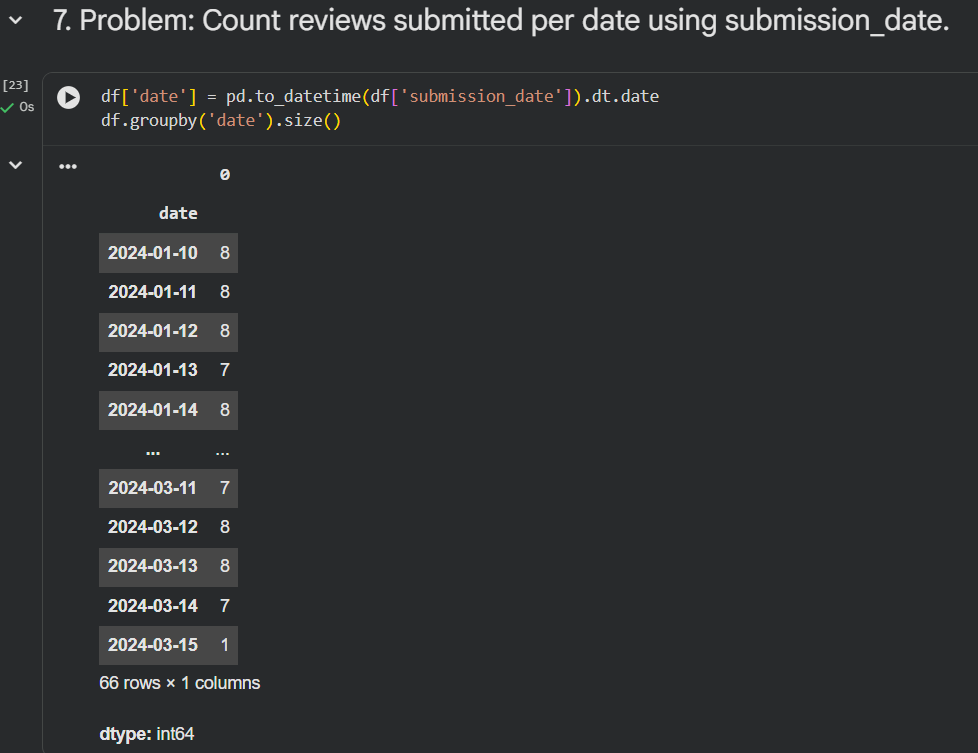 7. Problem: Count reviews submitted per date using submission_date.
[23]
0s
df['date'] = pd.to_datetime(df['submission_date']).dt.date
df.groupby('date').size()
0
date
2024-01-10 8
2024-01-11 8
2024-01-12 8
2024-01-13 7
2024-01-14 8
... ...
2024-03-11 7
2024-03-12 8
2024-03-13 8
2024-03-14 7
2024-03-15 1
66 rows × 1 columns
dtype: int64